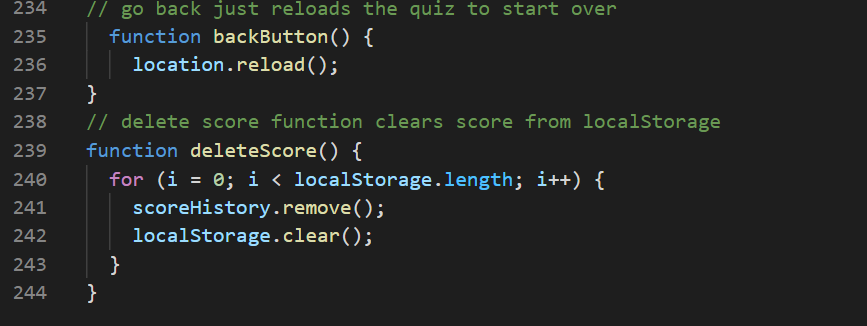 234 // go back just reloads the quiz to start over
235 function backButton() {
236 location.reload();
237 }
238 // delete score function clears score from localStorage
239 function deleteScore() {
240 for (i = 0; i < localStorage.length; i++) {
241 scoreHistory.remove();
242 localStorage.clear();
243 }
244 }